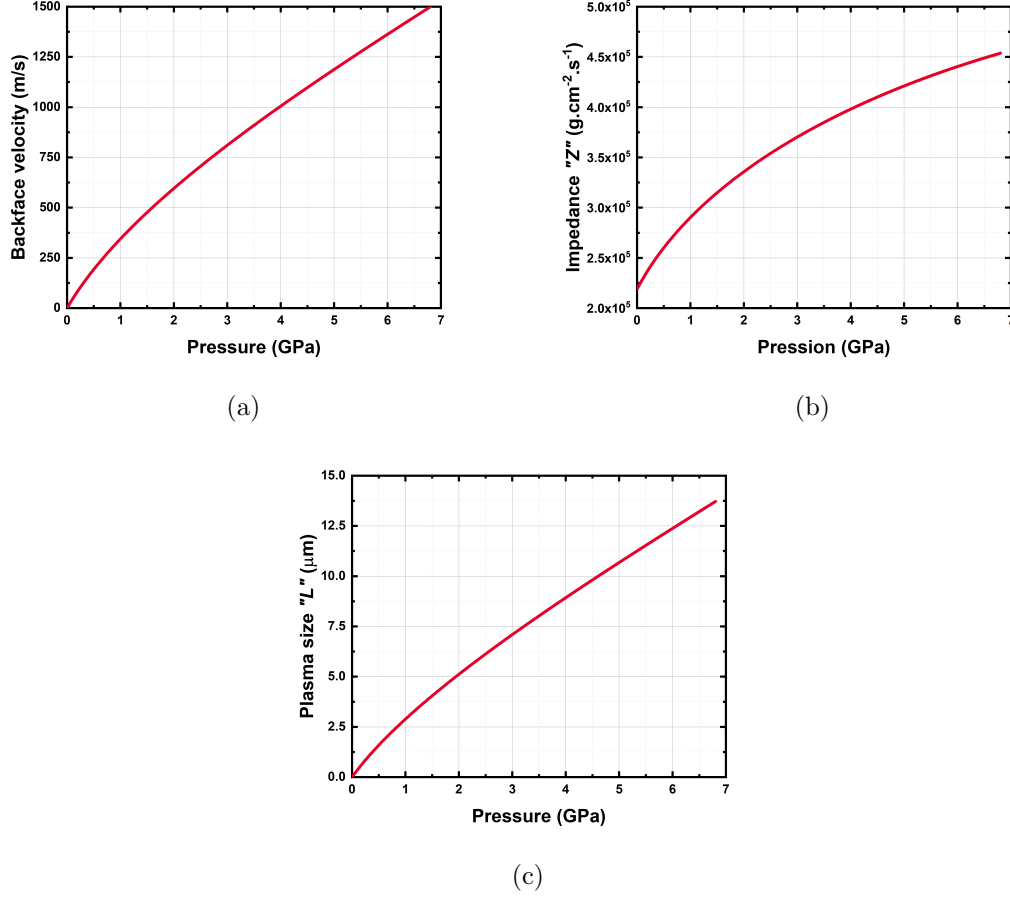 1500
1250
1000
750
500
250
0
Backface velocity (m/s)
0 1 2 3 4 5 6 7
Pressure (GPa)
(a)
5.0x10⁵
4.5x10⁵
4.0x10⁵
3.5x10⁵
3.0x10⁵
2.5x10⁵
2.0x10⁵
Impedance "Z" (g.cm⁻².s⁻¹)
0 1 2 3 4 5 6 7
Pression (GPa)
(b)
15.0
12.5
10.0
7.5
5.0
2.5
0.0
Plasma size "L" (μm)
0 1 2 3 4 5 6 7
Pressure (GPa)
(c)